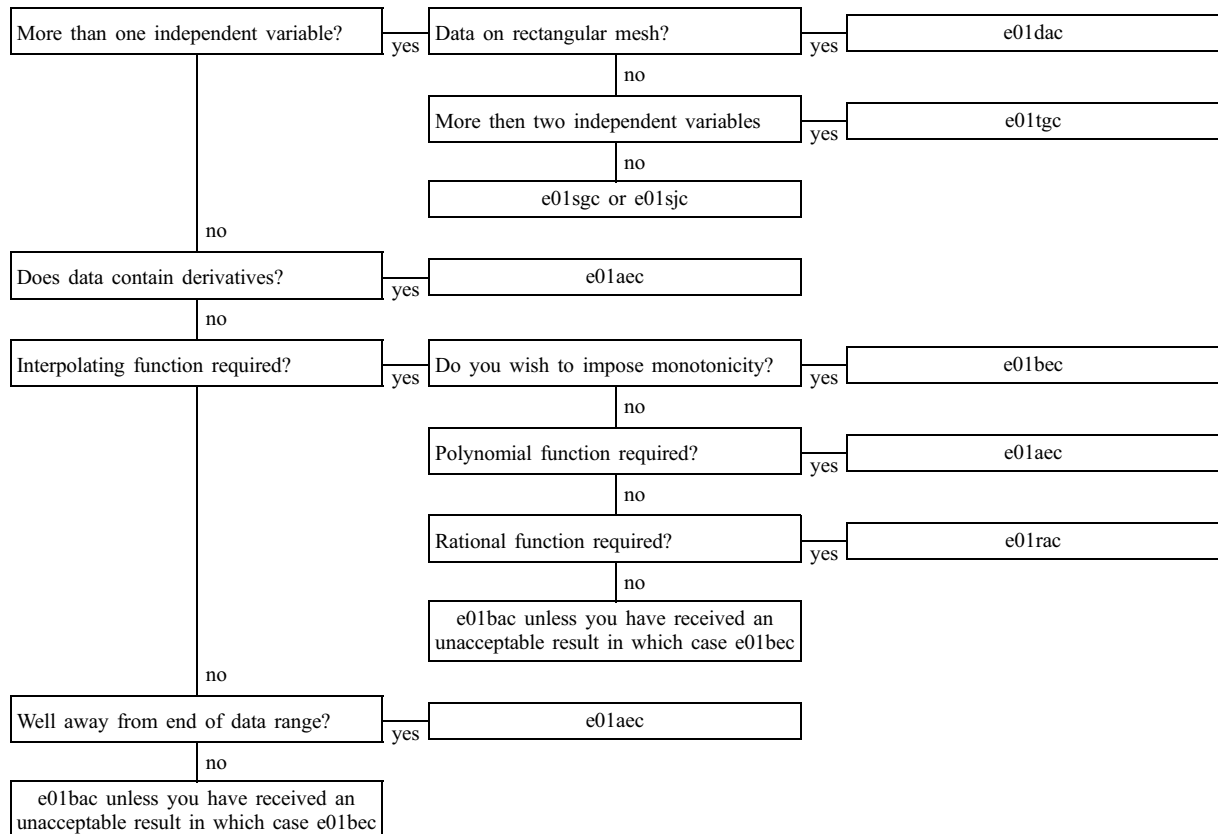 More than one independent variable?
yes
Data on rectangular mesh?
yes
e01dac
no
More then two independent variables
yes
e01tgc
no
e01sgc or e01sjc
no
Does data contain derivatives?
yes
e01aec
no
Interpolating function required?
yes
Do you wish to impose monotonicity?
yes
e01bec
no
Polynomial function required?
yes
e01aec
no
Rational function required?
yes
e01rac
no
e01bac unless you have received an
unacceptable result in which case e01bec
no
Well away from end of data range?
yes
e01aec
no
e01bac unless you have received an
unacceptable result in which case e01bec